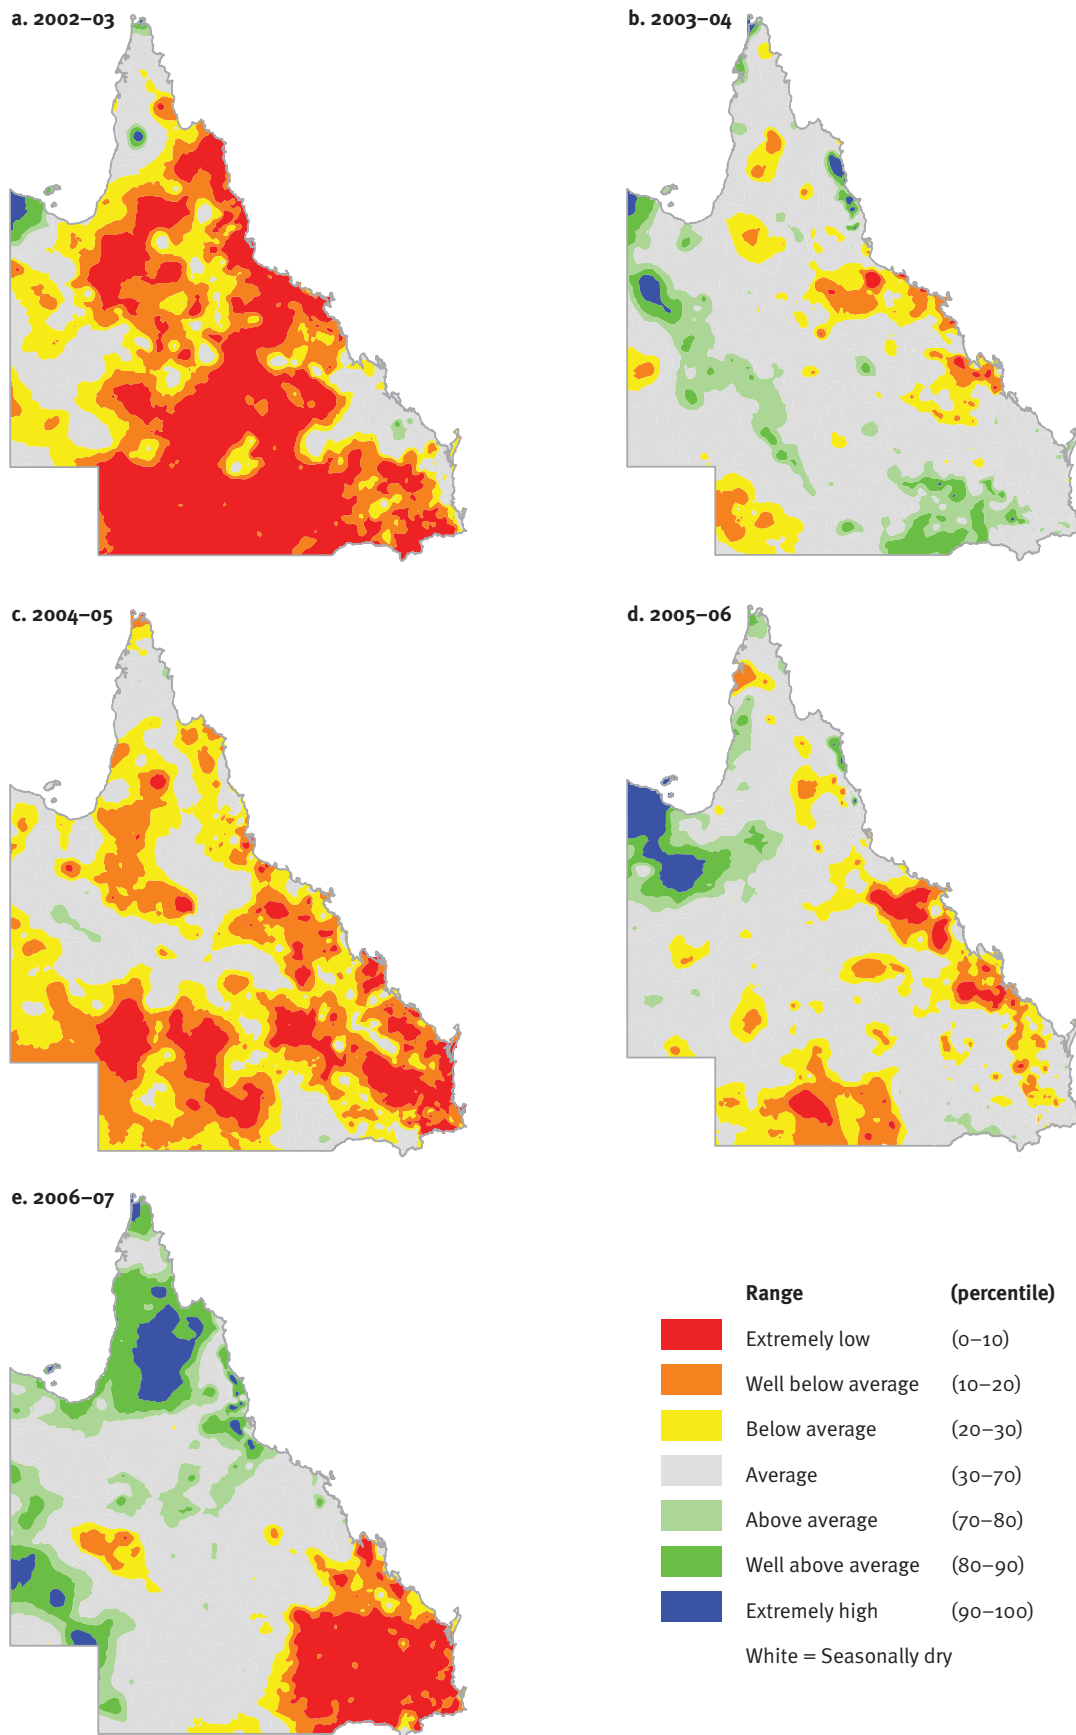 a. 2002–03
b. 2003–04
c. 2004–05
d. 2005–06
e. 2006–07
Range (percentile)
Extremely low (0–10)
Well below average (10–20)
Below average (20–30)
Average (30–70)
Above average (70–80)
Well above average (80–90)
Extremely high (90–100)
White = Seasonally dry